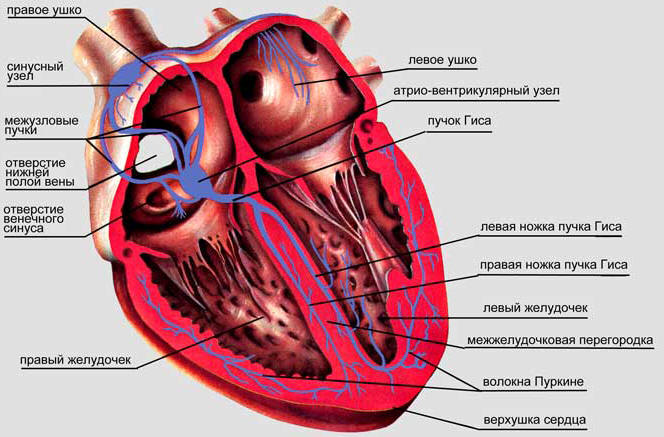 правое ушко
синусный
узел
межузловые
пучки
отверстие
нижней
полой вены
отверстие
венечного
синуса
правый желудочек
левое ушко
атрио-вентрикулярный узел
пучок Гиса
левая ножка пучка Гиса
правая ножка пучка Гиса
левый желудочек
межжелудочковая перегородка
волокна Пуркине
верхушка сердца